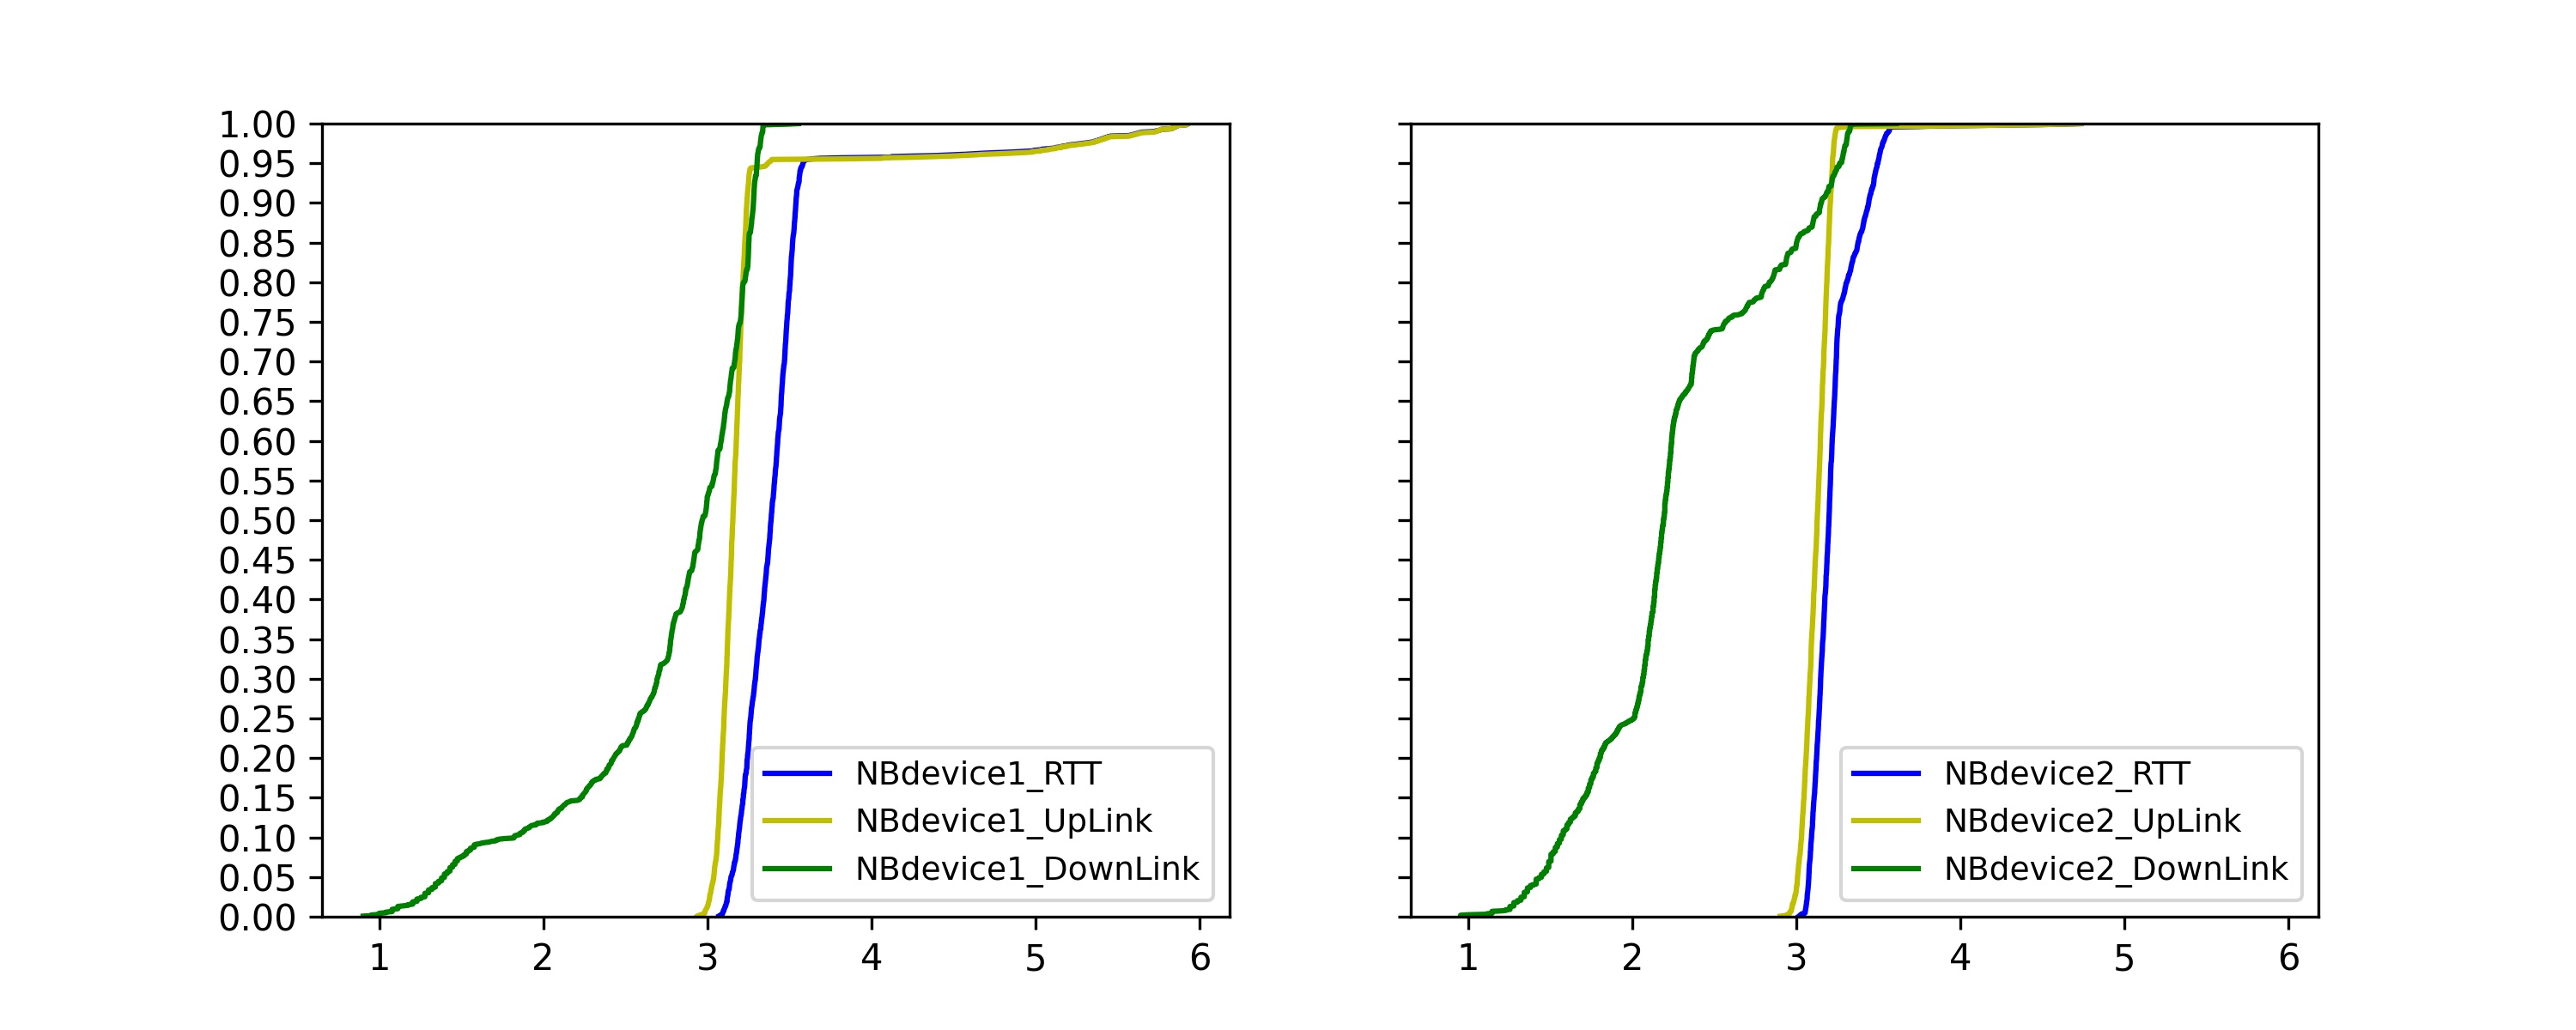 1.00
0.95
0.90
0.85
0.80
0.75
0.70
0.65
0.60
0.55
0.50
0.45
0.40
0.35
0.30
0.25
0.20
0.15
0.10
0.05
0.00
1 2 3 4 5 6
NBdevice1_RTT
NBdevice1_UpLink
NBdevice1_DownLink
1 2 3 4 5 6
NBdevice2_RTT
NBdevice2_UpLink
NBdevice2_DownLink